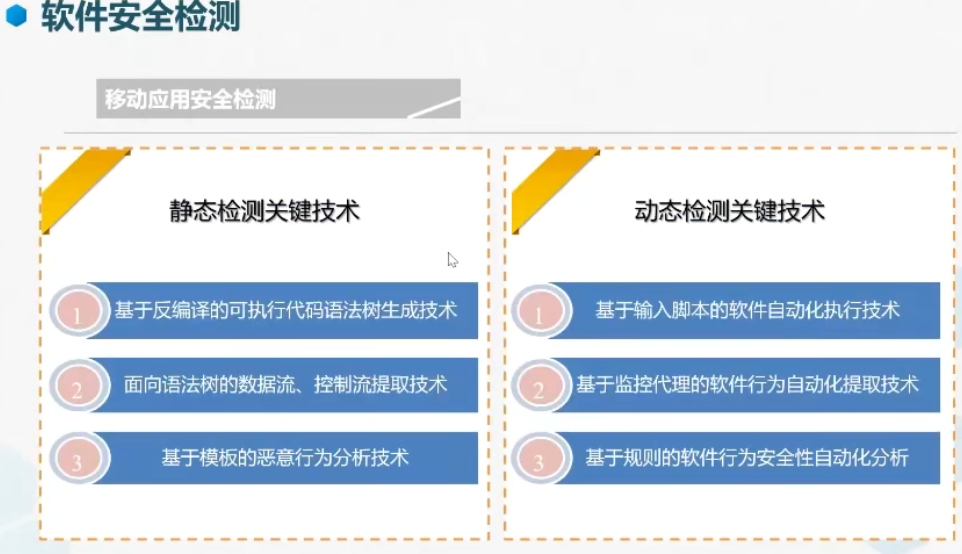 软件安全检测
移动应用安全检测
静态检测关键技术
1 基于反编译的可执行代码语法树生成技术
2 面向语法树的数据流、控制流提取技术
3 基于模板的恶意行为分析技术
动态检测关键技术
1 基于输入脚本的软件自动化执行技术
2 基于监控代理的软件行为自动化提取技术
3 基于规则的软件行为安全性自动化分析